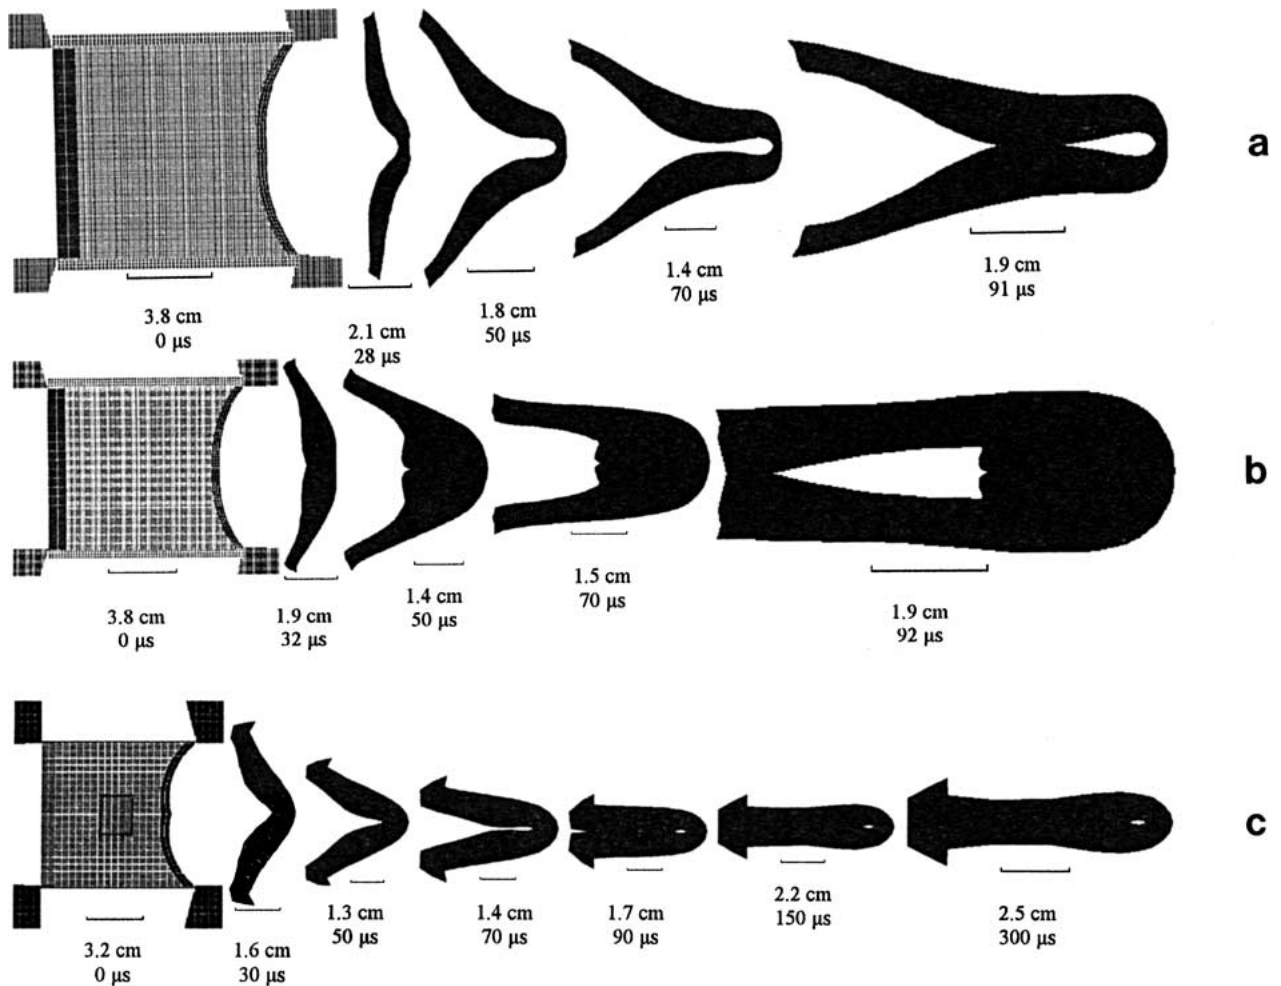 a
3.8 cm
0 µs
2.1 cm
28 µs
1.8 cm
50 µs
1.4 cm
70 µs
1.9 cm
91 µs
b
3.8 cm
0 µs
1.9 cm
32 µs
1.4 cm
50 µs
1.5 cm
70 µs
1.9 cm
92 µs
c
3.2 cm
0 µs
1.6 cm
30 µs
1.3 cm
50 µs
1.4 cm
70 µs
1.7 cm
90 µs
2.2 cm
150 µs
2.5 cm
300 µs